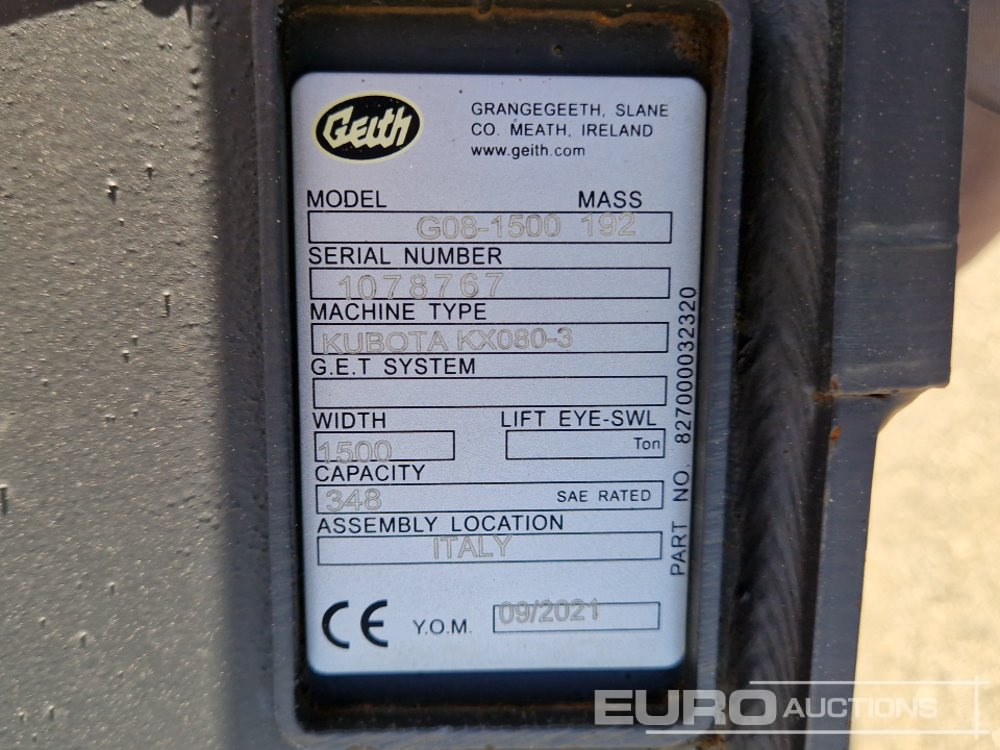 Geith
GRANGEGEETH, SLANE
CO. MEATH, IRELAND
www.geith.com
MODEL MASS
G08-1500 192
SERIAL NUMBER
1078767
MACHINE TYPE
KUBOTA KX080-3
G.E.T SYSTEM
WIDTH LIFT EYE-SWL
1500 Ton
CAPACITY
348 SAE RATED
ASSEMBLY LOCATION
ITALY
CE Y.O.M. 09/2021
PART NO. 8270000032320
EURO AUCTIONS